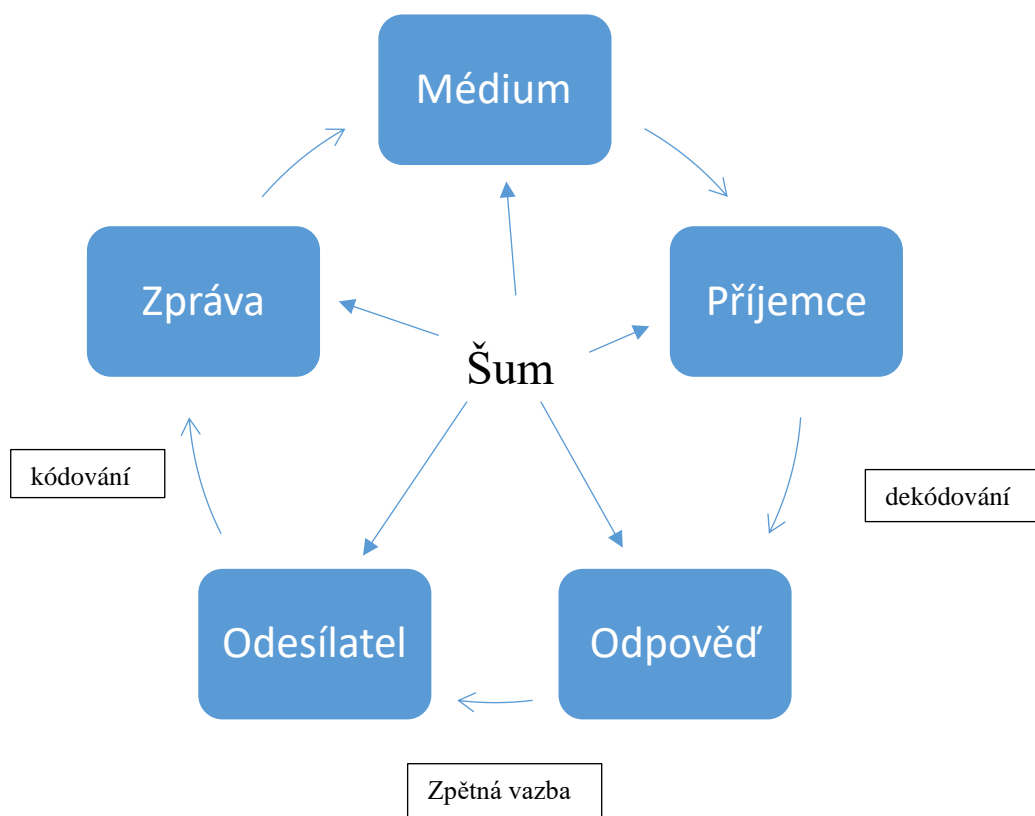 Médium
Zpráva
Příjemce
Šum
kódování
dekódování
Odesílatel
Odpověď
Zpětná vazba